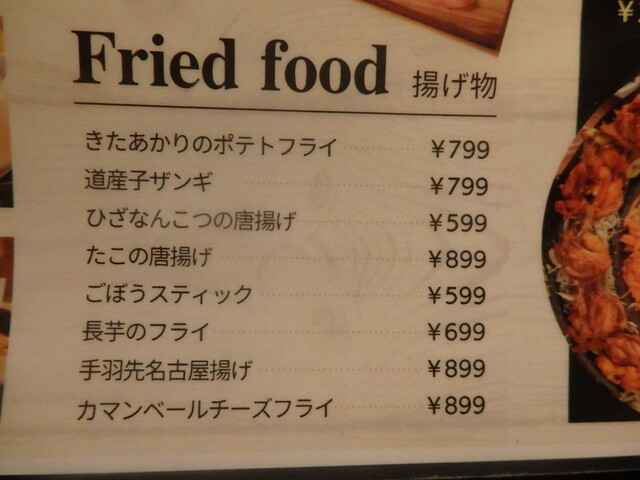 Fried food 揚げ物
きたあかりのポテトフライ ¥799
道産子ザンギ ¥799
ひざなんこつの唐揚げ ¥599
たこの唐揚げ ¥899
ごぼうスティック ¥599
長芋のフライ ¥699
手羽先名古屋揚げ ¥899
カマンベールチーズフライ ¥899